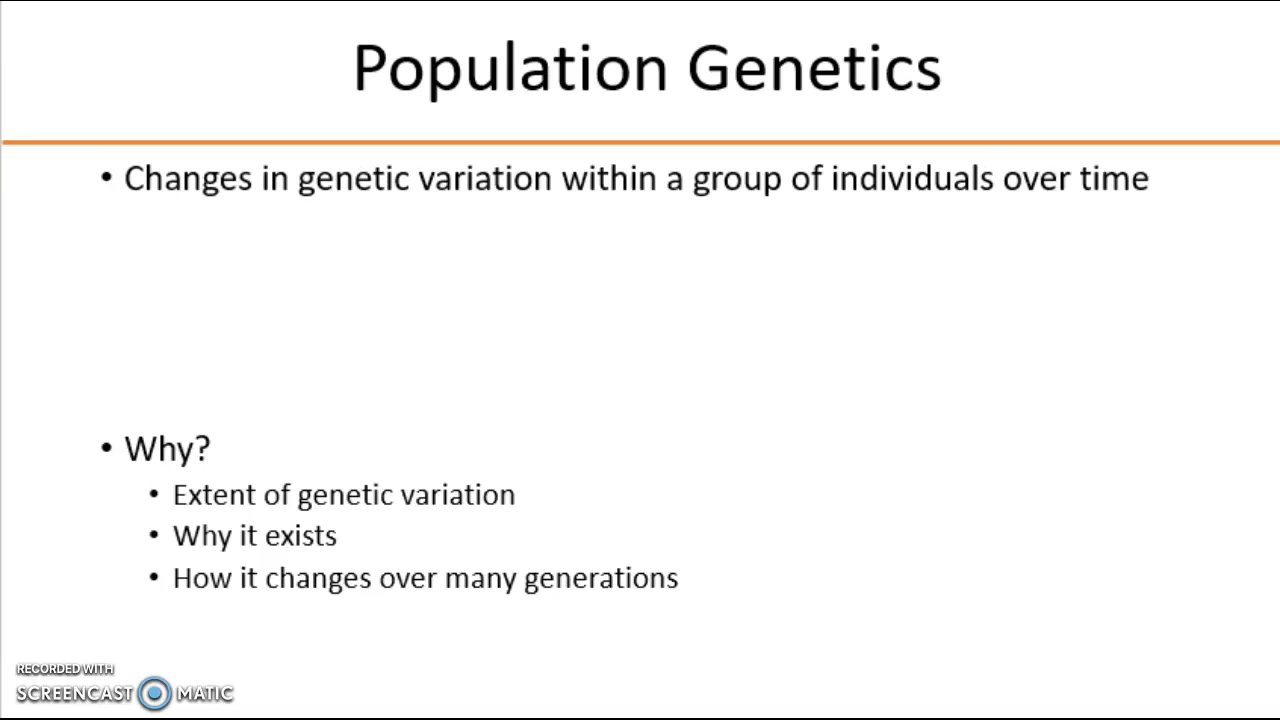 Population Genetics
• Changes in genetic variation within a group of individuals over time
• Why?
• Extent of genetic variation
• Why it exists
• How it changes over many generations
RECORDED WITH
SCREENCAST MATIC